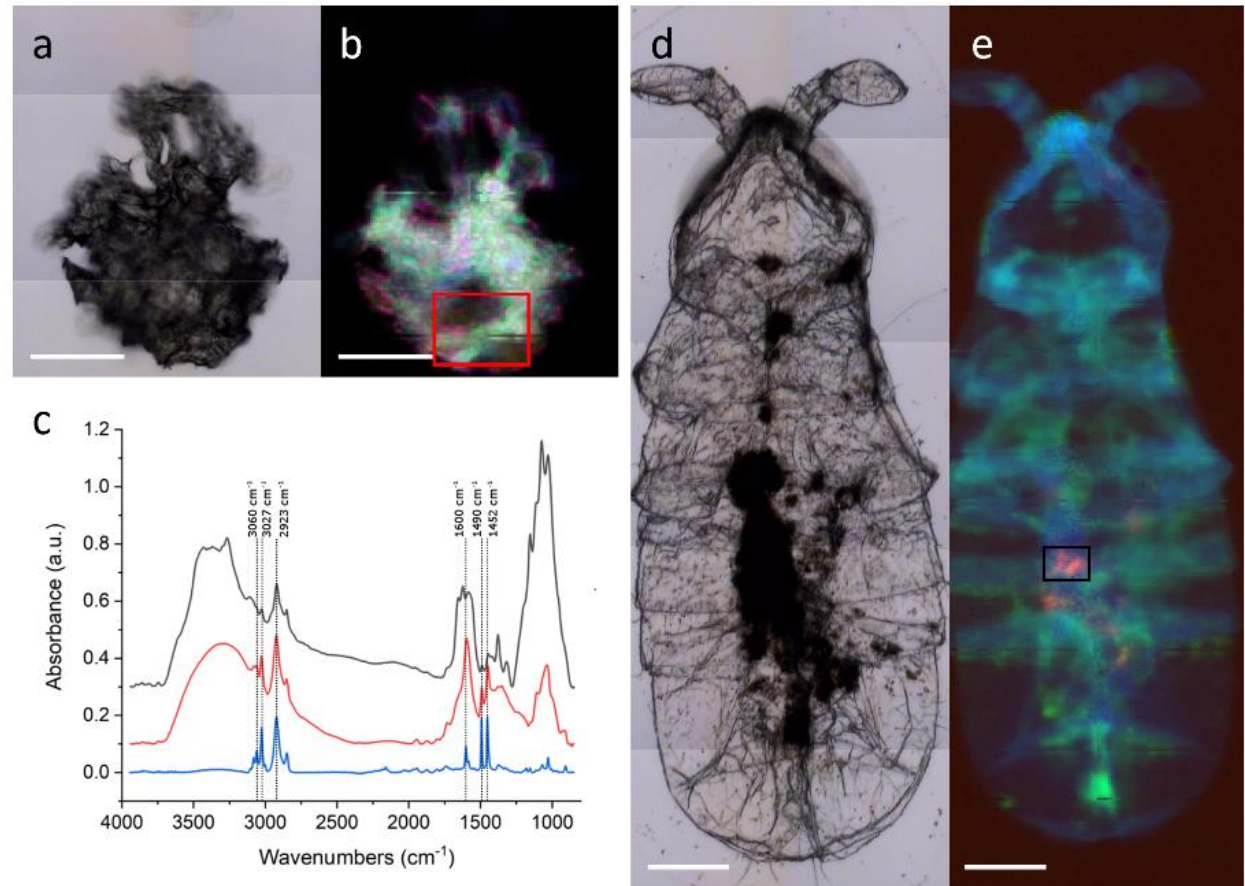 a
b
d
e
c
3060 cm⁻¹
3027 cm⁻¹
2923 cm⁻¹
1600 cm⁻¹
1490 cm⁻¹
1452 cm⁻¹
1.2
1.0
0.8
0.6
0.4
0.2
0.0
Absorbance (a.u.)
4000 3500 3000 2500 2000 1500 1000
Wavenumbers (cm⁻¹)